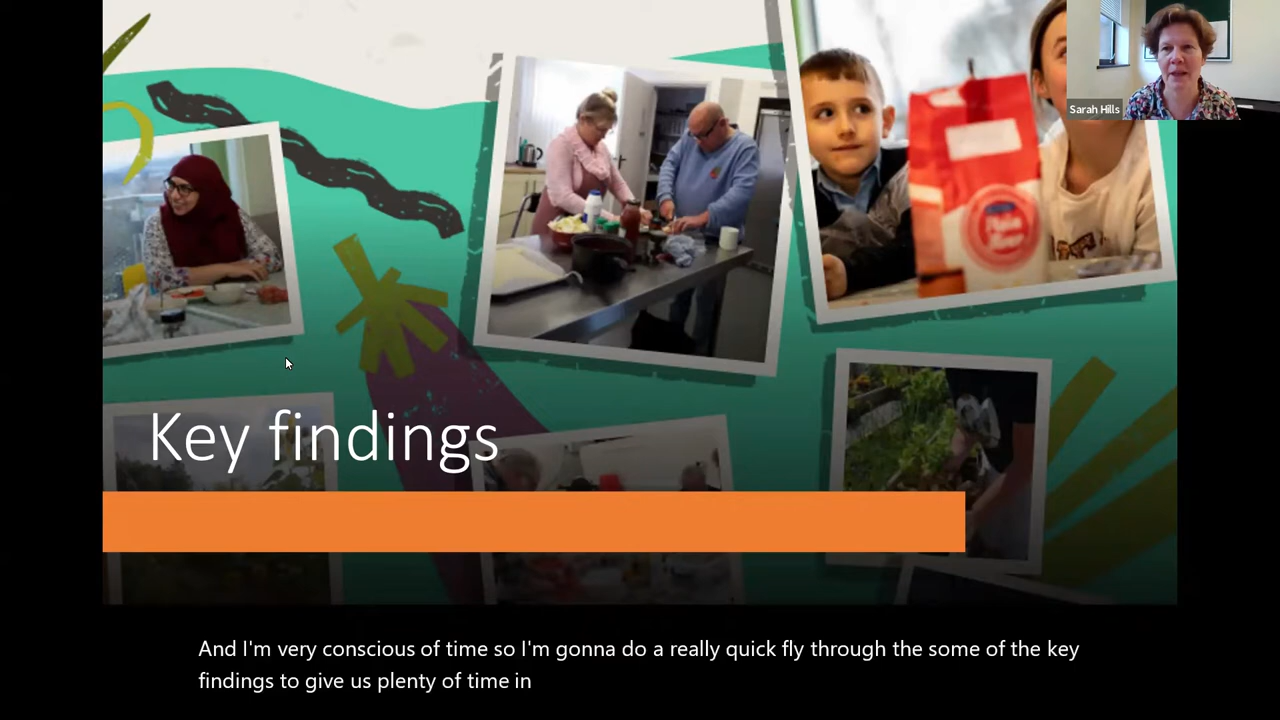 Sarah Hills
Key findings
And I'm very conscious of time so I'm gonna do a really quick fly through the some of the key
findings to give us plenty of time in